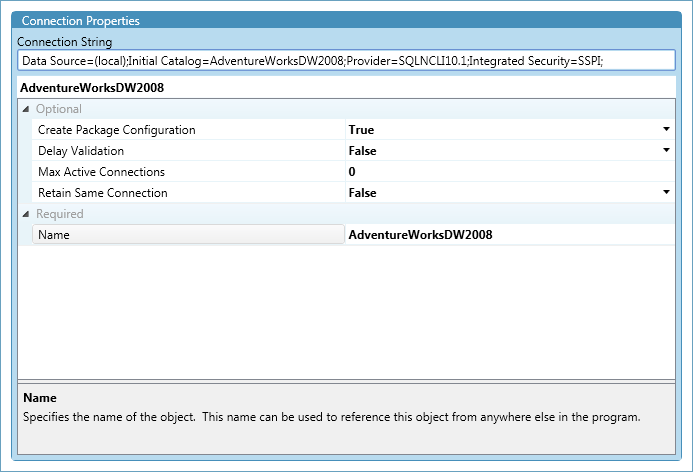 Connection Properties
Connection String
Data Source=(local);Initial Catalog=AdventureWorksDW2008;Provider=SQLNCLI10.1;Integrated Security=SSPI;
AdventureWorksDW2008
Optional
Create Package Configuration True
Delay Validation False
Max Active Connections 0
Retain Same Connection False
Required
Name AdventureWorksDW2008
Name
Specifies the name of the object.  This name can be used to reference this object from anywhere else in the program.